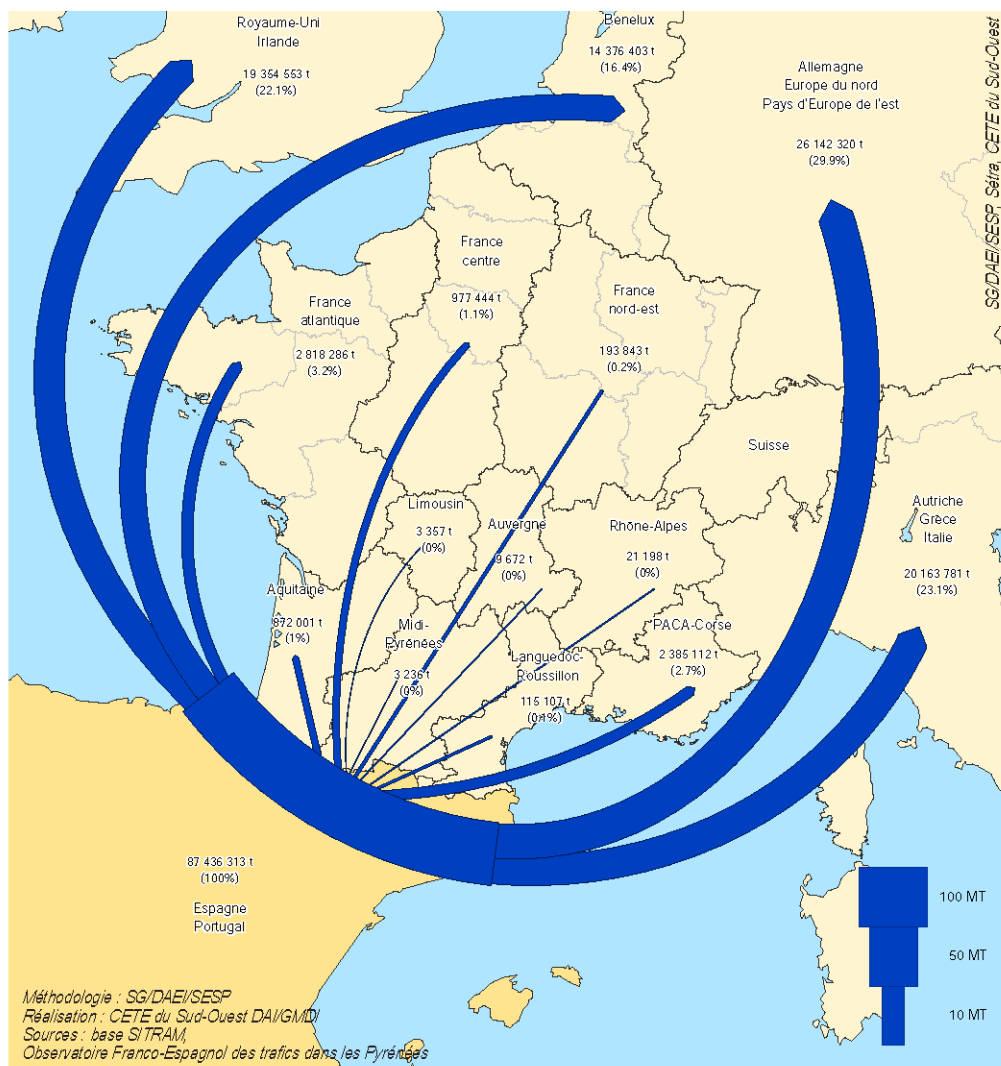 Royaume-Uni
Irlande
19 354 553 t
(22.1%)
Benelux
14 376 403 t
(16.4%)
Allemagne
Europe du nord
Pays d'Europe de l'est
26 142 320 t
(29.9%)
SG/DAEI/SESP, Sétra, CETE du Sud-Ouest
France
centre
977 444 t
(1.1%)
France
atlantique
2 818 286 t
(3.2%)
France
nord-est
193 843 t
(0.2%)
Suisse
Autriche
Grèce
Italie
20 163 781 t
(23.1%)
Limousin
3 357 t
(0%)
Auvergne
9 672 t
(0%)
Rhône-Alpes
21 198 t
(0%)
Aquitaine
872 001 t
(1%)
Midi-
Pyrénées
3 236 t
(0%)
Languedoc-
Roussillon
115 107 t
(0.1%)
PACA-Corse
2 385 112 t
(2.7%)
87 436 313 t
(100%)
Espagne
Portugal
100 MT
50 MT
10 MT
Méthodologie : SG/DAEI/SESP
Réalisation : CETE du Sud-Ouest DAI/GMDI
Sources : base SITRAM,
Observatoire Franco-Espagnol des trafics dans les Pyrénées